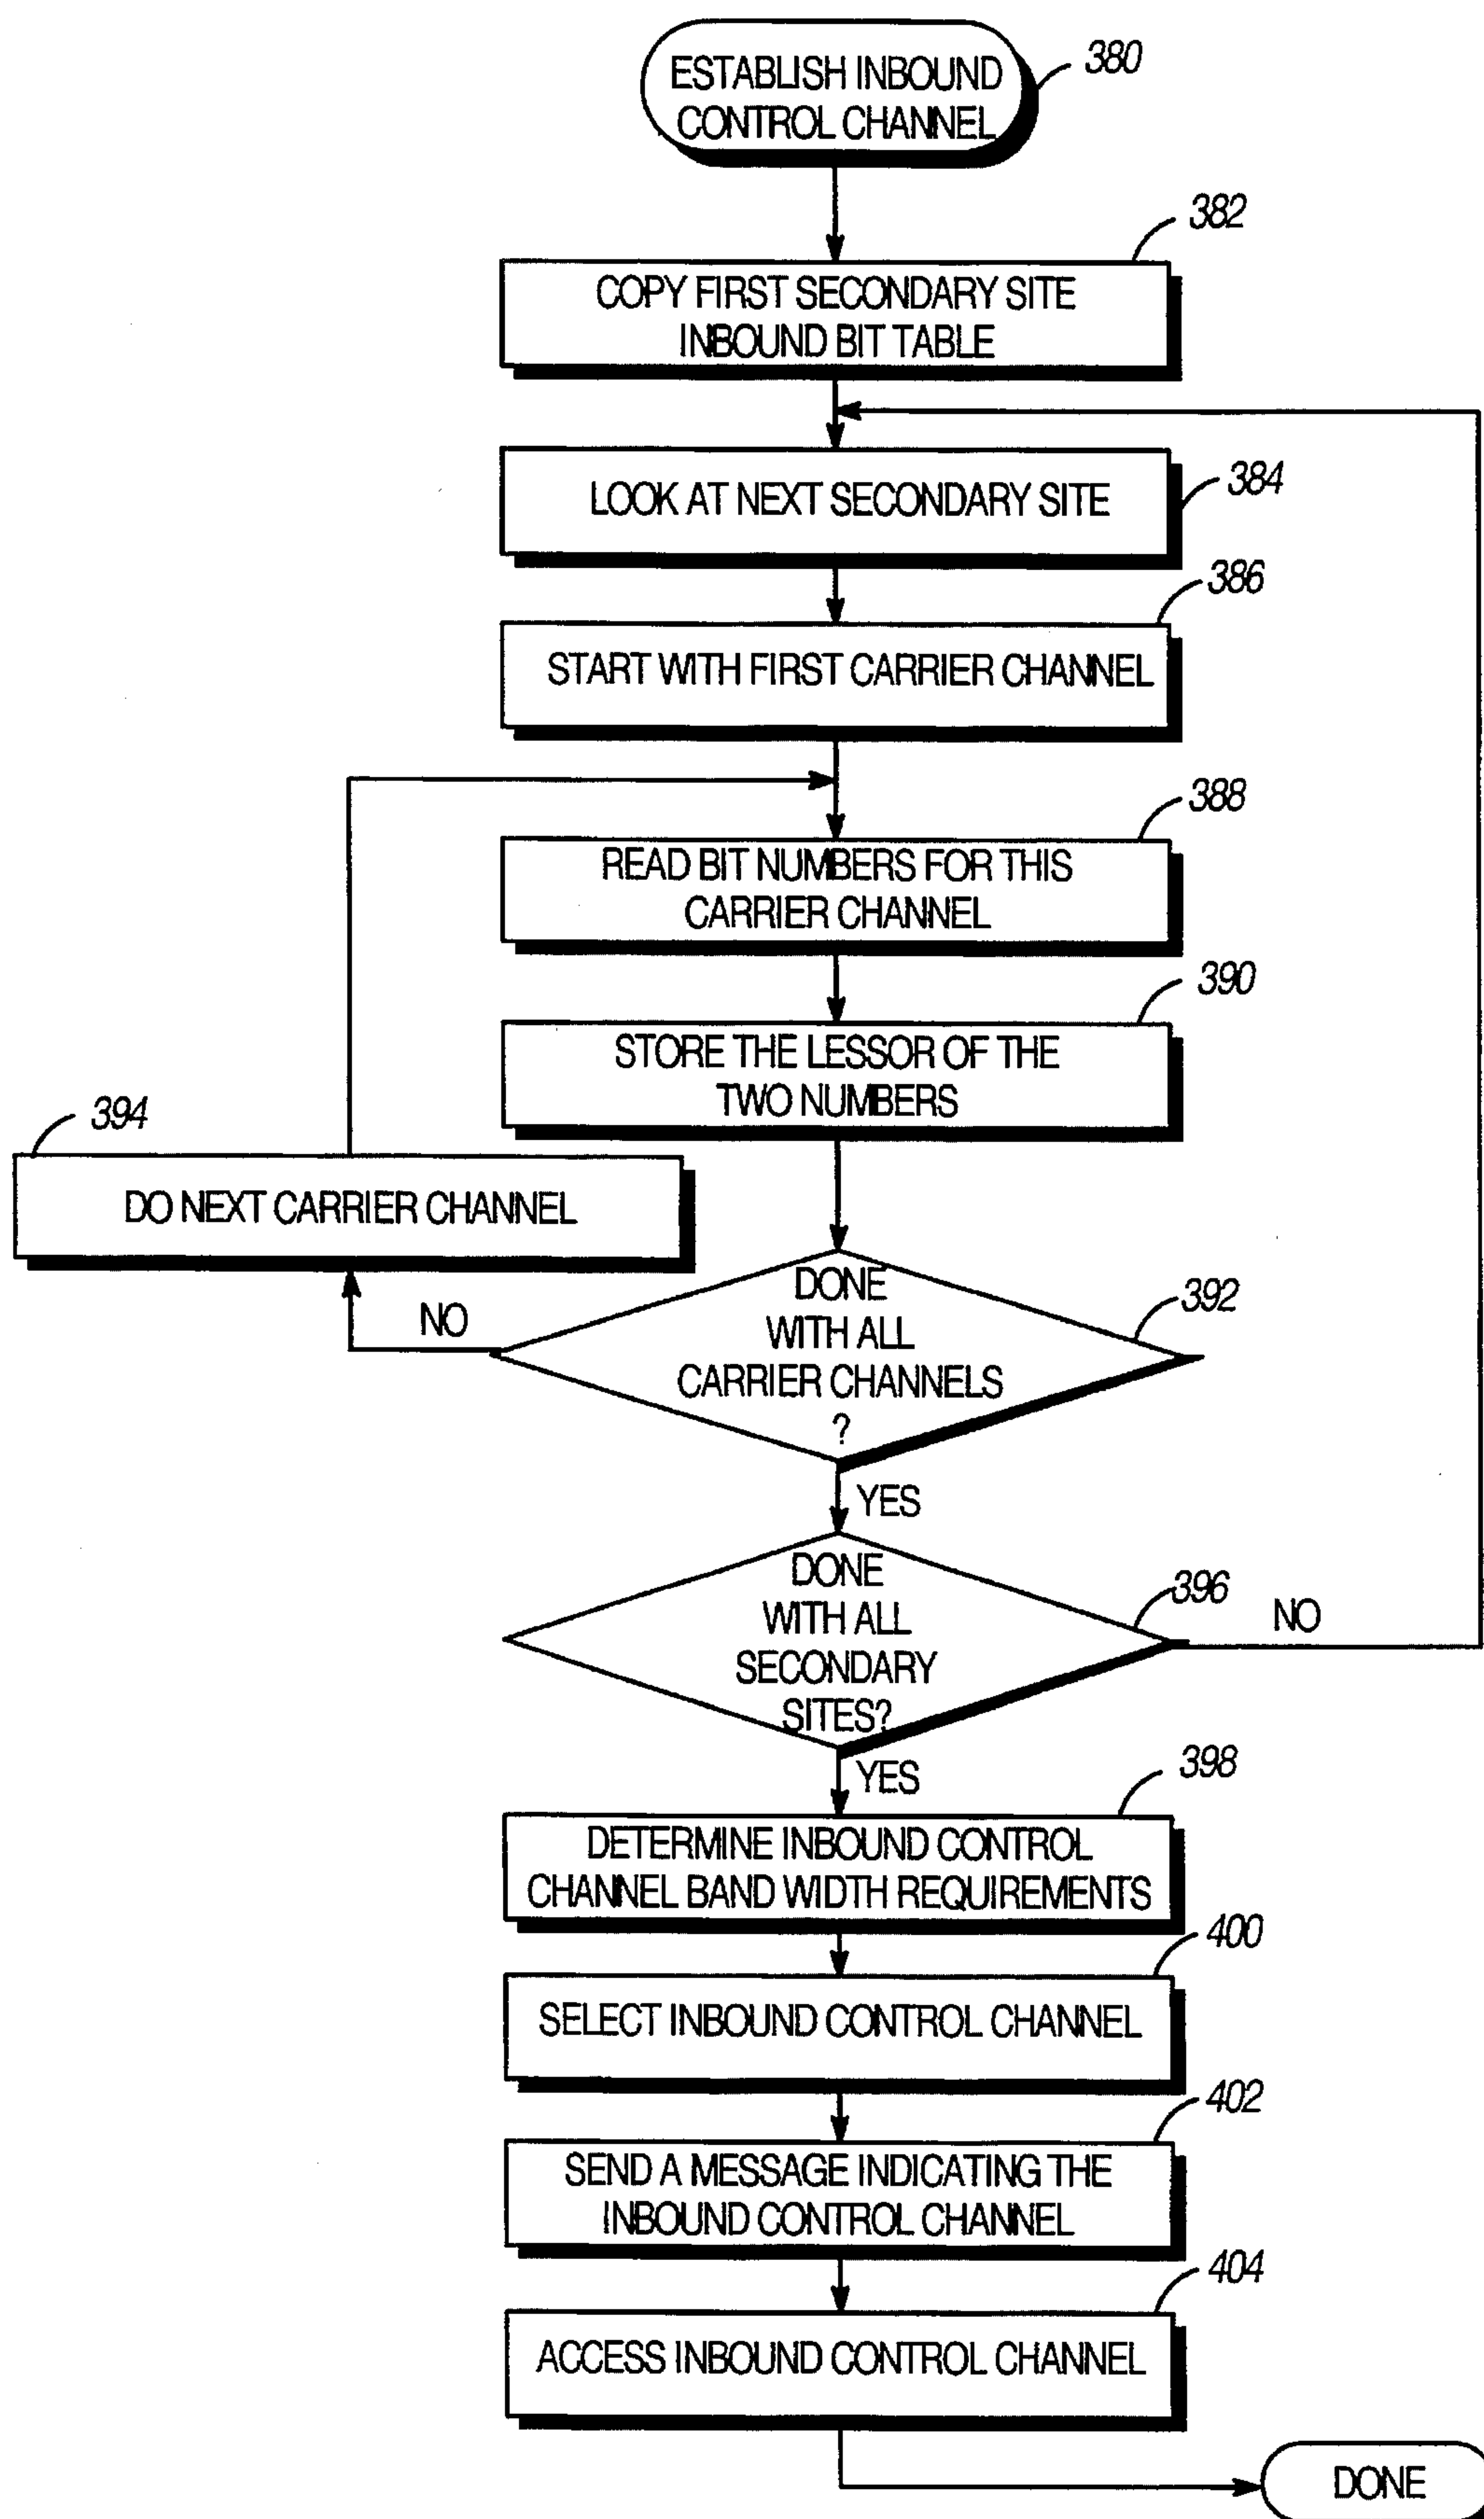 ESTABLISH INBOUND
CONTROL CHANNEL
380
382
COPY FIRST SECONDARY SITE
INBOUND BIT TABLE
LOOK AT NEXT SECONDARY SITE
384
386
START WITH FIRST CARRIER CHANNEL
388
READ BIT NUMBERS FOR THIS
CARRIER CHANNEL
390
STORE THE LESSOR OF THE
TWO NUMBERS
394
DO NEXT CARRIER CHANNEL
NO
DONE
WITH ALL
CARRIER CHANNELS
?
392
YES
DONE
WITH ALL
SECONDARY
SITES?
396
NO
YES
398
DETERMINE INBOUND CONTROL
CHANNEL BAND WIDTH REQUIREMENTS
400
SELECT INBOUND CONTROL CHANNEL
402
SEND A MESSAGE INDICATING THE
INBOUND CONTROL CHANNEL
404
ACCESS INBOUND CONTROL CHANNEL
DONE